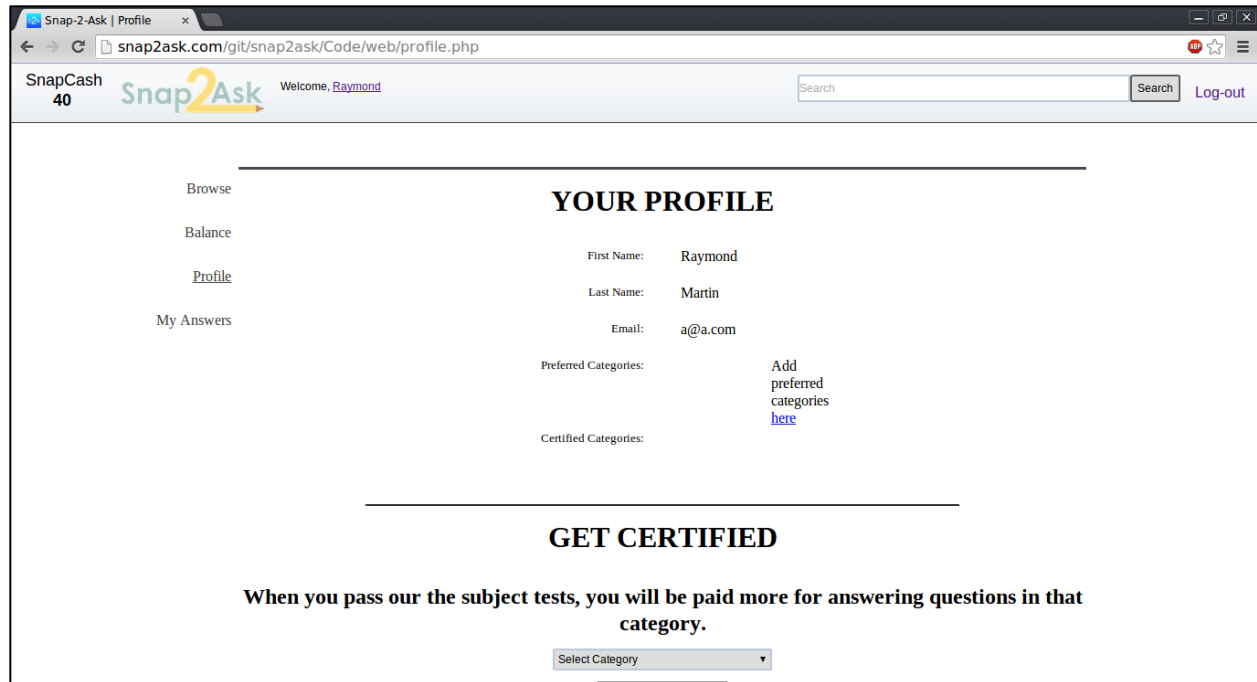 Snap-2-Ask | Profile
snap2ask.com/git/snap2ask/Code/web/profile.php
ABP
SnapCash
40
Snap2Ask
Welcome, Raymond
Search
Search
Log-out
Browse
Balance
Profile
My Answers
YOUR PROFILE
First Name: Raymond
Last Name: Martin
Email: a@a.com
Preferred Categories: Add
preferred
categories
here
Certified Categories:
GET CERTIFIED
When you pass our the subject tests, you will be paid more for answering questions in that
category.
Select Category